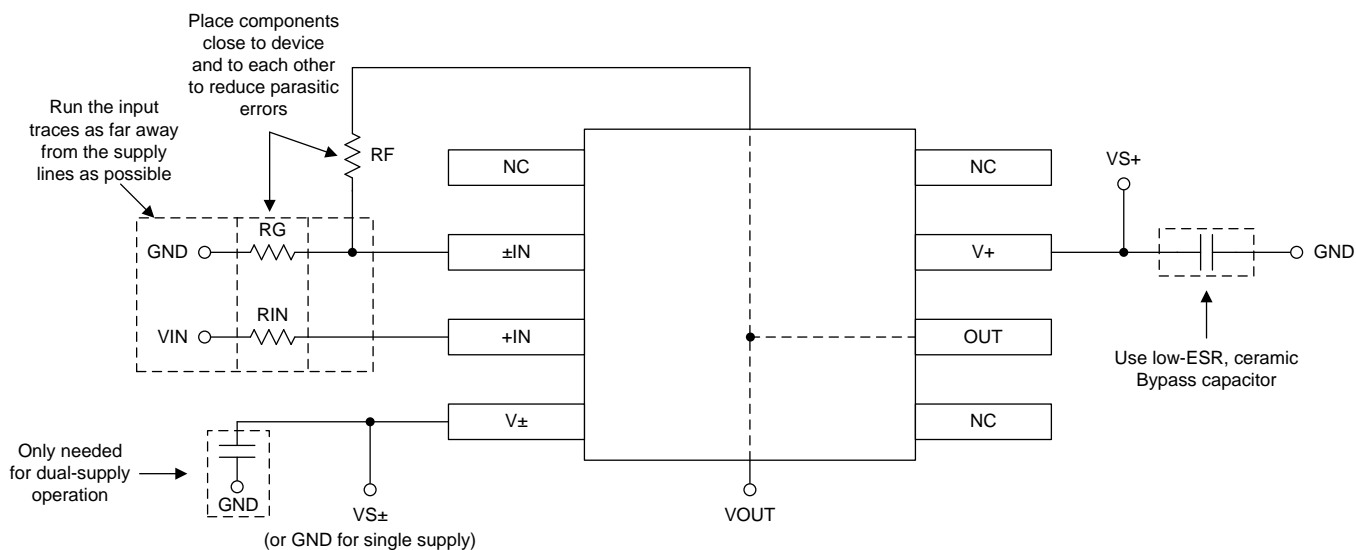 Place components
close to device
and to each other
to reduce parasitic
errors
Run the input
traces as far away
from the supply
lines as possible
RF
NC
NC
VS+
RG
GND
±IN
V+
GND
RIN
VIN
+IN
OUT
Use low-ESR, ceramic
Bypass capacitor
V±
NC
Only needed
for dual-supply
operation
GND
VS±
(or GND for single supply)
VOUT